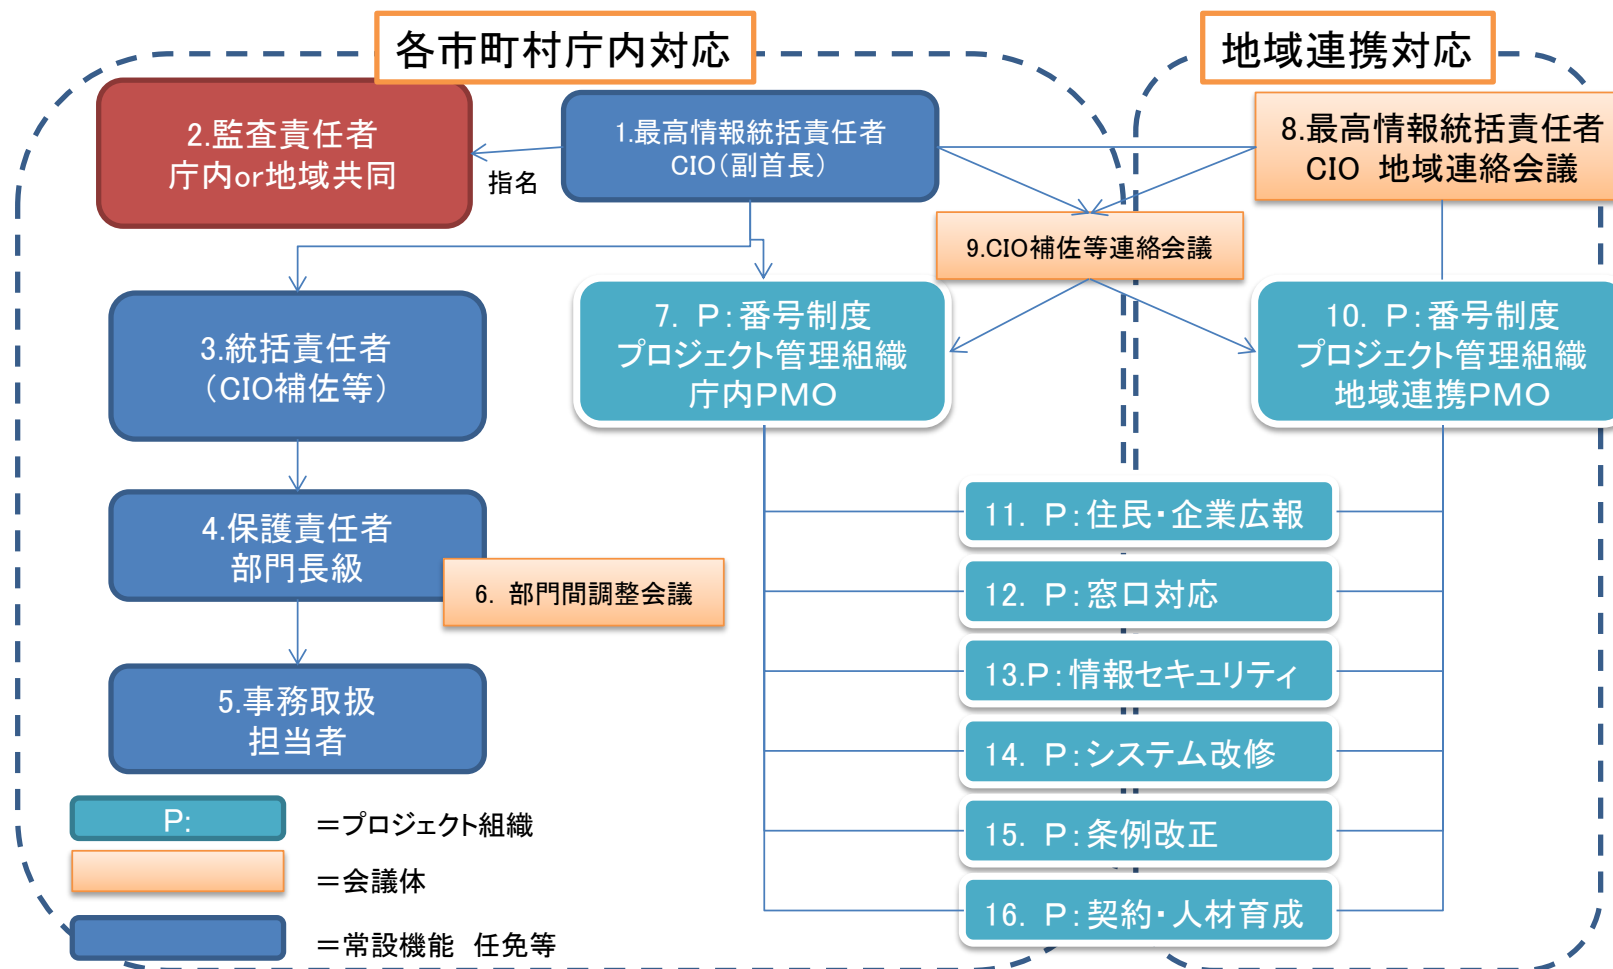 各市町村庁内対応
地域連携対応
2.監査責任者
庁内or地域共同
指名
1.最高情報統括責任者
CIO(副首長)
8.最高情報統括責任者
CIO 地域連絡会議
9.CIO補佐等連絡会議
3.統括責任者
(CIO補佐等)
7. P:番号制度
プロジェクト管理組織
庁内PMO
10. P:番号制度
プロジェクト管理組織
地域連携PMO
4.保護責任者
部門長級
6. 部門間調整会議
5.事務取扱
担当者
11. P:住民・企業広報
12. P:窓口対応
13.P:情報セキュリティ
14. P:システム改修
15. P:条例改正
16. P:契約・人材育成
P:
=プロジェクト組織
=会議体
=常設機能 任免等